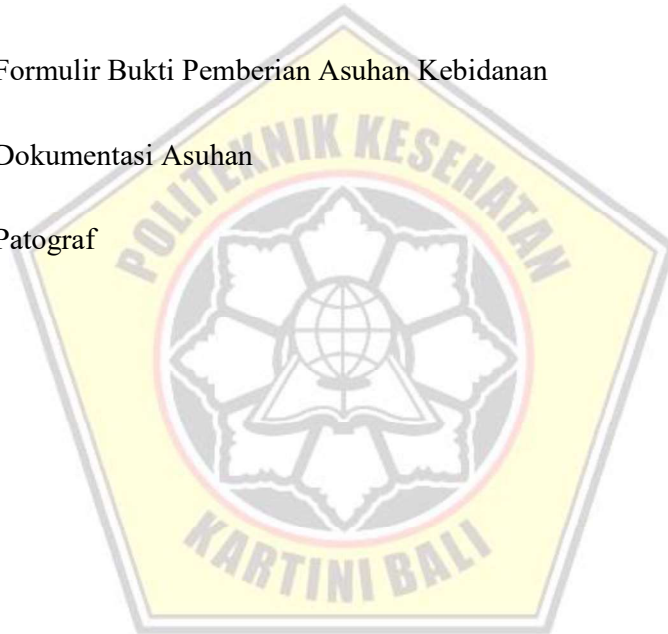 Formulir Bukti Pemberian Asuhan Kebidanan
Dokumentasi Asuhan
Patograf
POLITEKNIK KESEHATAN
KARTINI BALI